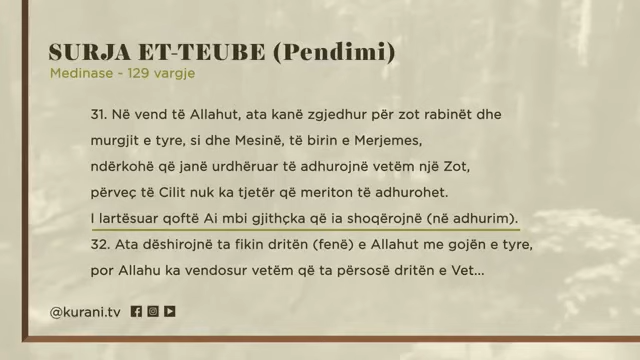 SURJA ET-TEUBE (Pendimi)
Medinase - 129 vargje
31. Në vend të Allahut, ata kanë zgjedhur për zot rabinët dhe
murgjit e tyre, si dhe Mesinë, të birin e Merjemes,
ndërkohë që janë urdhëruar të adhurojnë vetëm një Zot,
përveç të Cilit nuk ka tjetër që meriton të adhurohet.
I lartësuar qoftë Ai mbi gjithçka që ia shoqërojnë (në adhurim).
32. Ata dëshirojnë ta fikin dritën (fenë) e Allahut me gojën e tyre,
por Allahu ka vendosur vetëm që ta përsosë dritën e Vet...
@kurani.tv